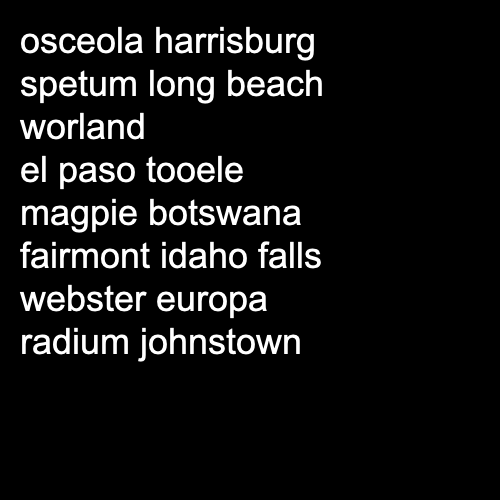 osceola harrisburg
spetum long beach
worland
el paso tooele
magpie botswana
fairmont idaho falls
webster europa
radium johnstown